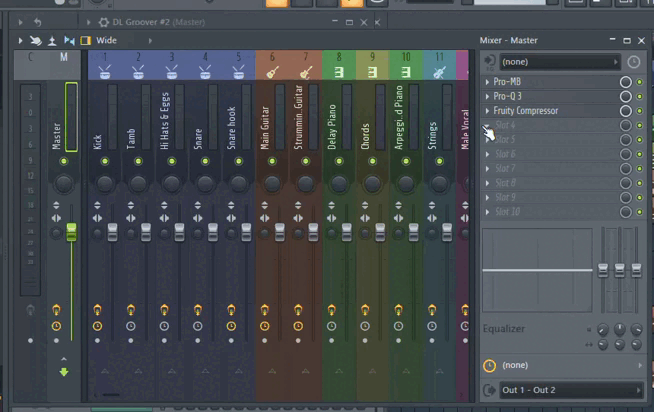 DL Groover #2 (Master)
Wide
C M 1 2 3 4 5 6 7 8 9 10 11
Master
Kick
Tamb
Hi Hats & Eggs
Snare
Snare hook
Main Guitar
Strummin. Guitar
Delay Piano
Chords
Arpeggi..d Piano
Strings
Male Vocal
Mixer - Master
(none)
Pro-MB
Pro-Q 3
Fruity Compressor
Slot 4
Slot 5
Slot 6
Slot 7
Slot 8
Slot 9
Slot 10
Equalizer
(none)
Out 1 - Out 2